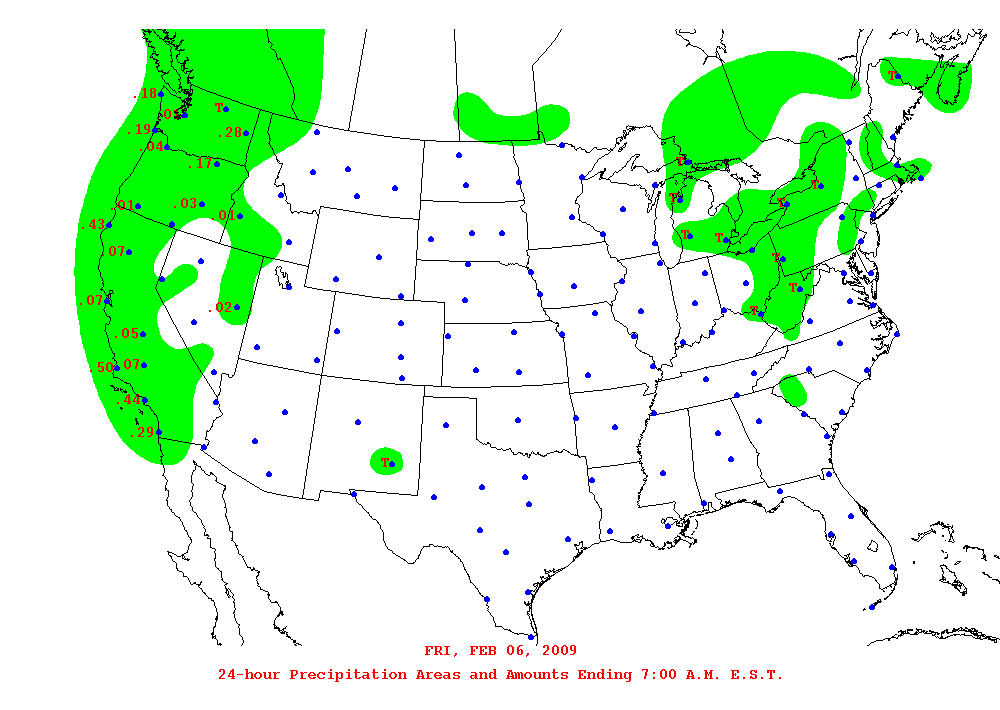 T
.18
T
.0
.19
.28
.04
T
.17
T
T
.01
.03
T
.01
.43
T
T
07
T
T
.07
.02
T
.05
.50
07
.44
.29
T
FRI, FEB 06, 2009
24-hour Precipitation Areas and Amounts Ending 7:00 A.M. E.S.T.